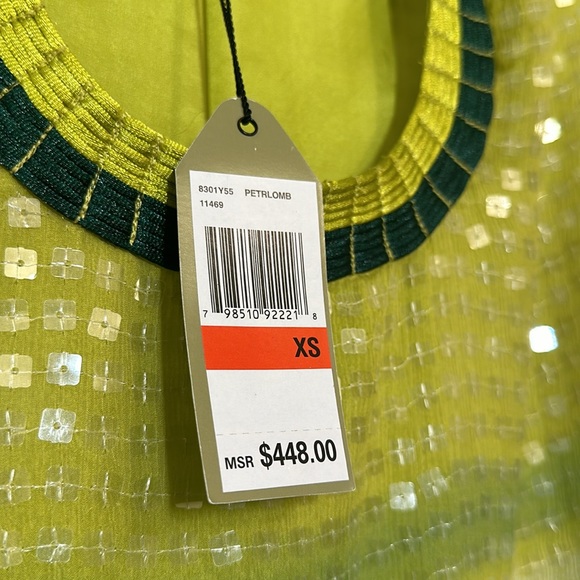 8301Y55 PETRLOMB
11469
7 98510 92221 8
XS
MSR $448.00